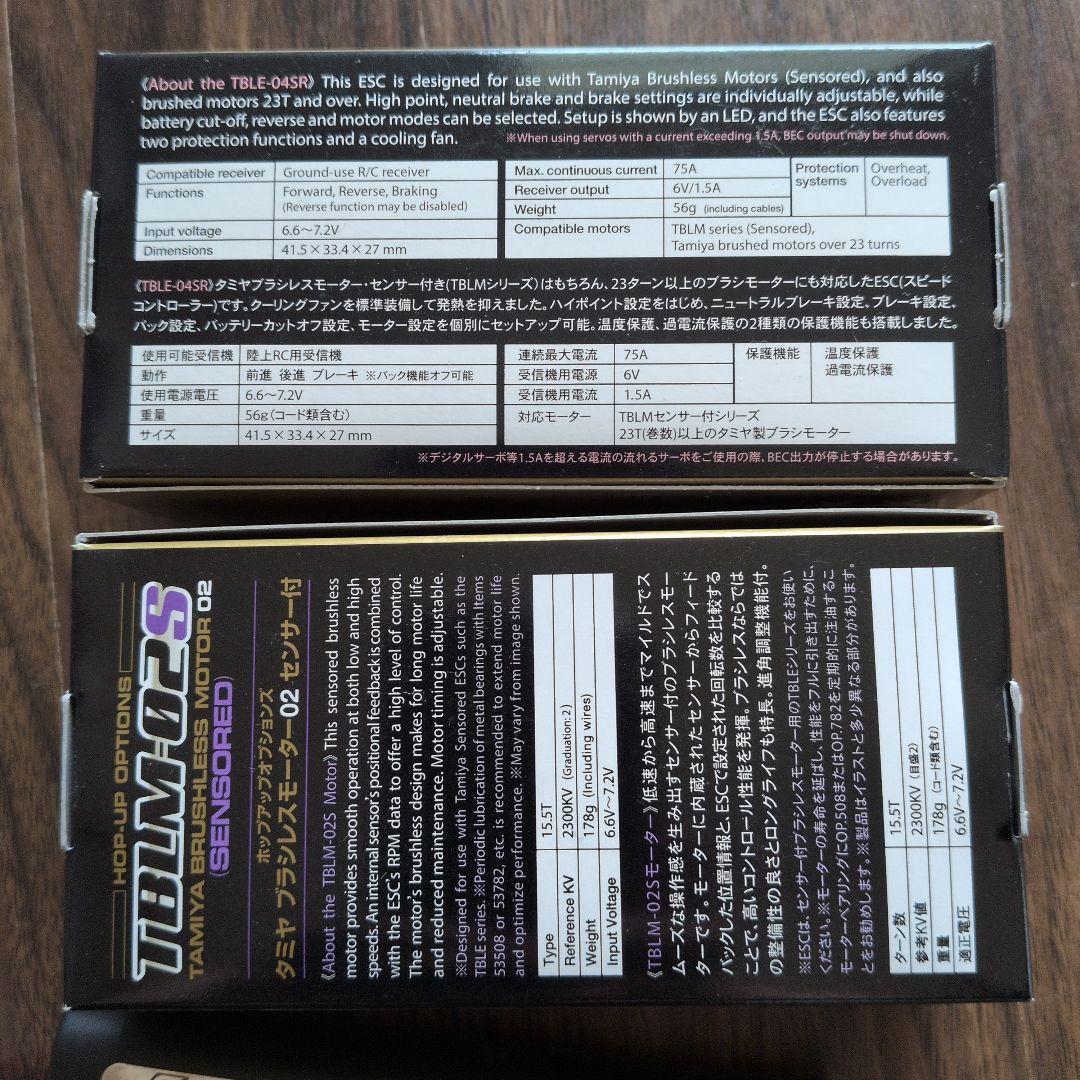 《About the TBLE-04SR》 This ESC is designed for use with Tamiya Brushless Motors (Sensored), and also
brushed motors 23T and over. High point, neutral brake and brake settings are individually adjustable, while
battery cut-off, reverse and motor modes can be selected. Setup is shown by an LED, and the ESC also features
two protection functions and a cooling fan.
※When using servos with a current exceeding 1.5A, BEC output may be shut down.
Compatible receiver Ground-use R/C receiver
Functions Forward, Reverse, Braking
(Reverse function may be disabled)
Input voltage 6.6~7.2V
Dimensions 41.5×33.4×27 mm
Max. continuous current 75A
Receiver output 6V/1.5A
Weight 56g (including cables)
Protection systems Overheat, Overload
Compatible motors TBLM series (Sensored),
Tamiya brushed motors over 23 turns
《TBLE-04SR》タミヤブラシレスモーター・センサー付き(TBLMシリーズ)はもちろん、23ターン以上のブラシモーターにも対応したESC(スピード
コントローラー)です。クーリングファンを標準装備して発熱を抑えました。ハイポイント設定をはじめ、ニュートラルブレーキ設定、ブレーキ設定、
バック設定、バッテリーカットオフ設定、モーター設定を個別にセットアップ可能。温度保護、過電流保護の2種類の保護機能も搭載しました。
使用可能受信機 陸上RC用受信機
動作 前進 後進 ブレーキ ※バック機能オフ可能
使用電源電圧 6.6~7.2V
重量 56g(コード類含む)
サイズ 41.5×33.4×27 mm
連続最大電流 75A
受信機用電源 6V
受信機用電流 1.5A
保護機能 温度保護
過電流保護
対応モーター TBLMセンサー付シリーズ
23T(巻数)以上のタミヤ製ブラシモーター
※デジタルサーボ等1.5Aを超える電流の流れるサーボをご使用の際、BEC出力が停止する場合があります。
HOP-UP OPTIONS
TBLM-02S
TAMIYA BRUSHLESS MOTOR 02
(SENSORED)
ホップアップオプションズ
タミヤ ブラシレスモーター02 センサー付
《About the TBLM-02S Motor》 This sensored brushless
motor provides smooth operation at both low and high
speeds. An internal sensor's positional feedback is combined
with the ESC's RPM data to offer a high level of control.
The motor's brushless design makes for long motor life
and reduced maintenance. Motor timing is adjustable.
※Designed for use with Tamiya Sensored ESCs such as the
TBLE series. ※Periodic lubrication of metal bearings with Items
53508 or 53782, etc. is recommended to extend motor life
and optimize performance. ※May vary from image shown.
Type 15.5T
Reference KV 2300KV (Graduation: 2)
Weight 178g (Including wires)
Input Voltage 6.6V~7.2V
《TBLM-02Sモーター》低速から高速までマイルドでス
ムーズな操作感を生み出すセンサー付のブラシレスモー
ターです。モーターに内蔵されたセンサーからフィード
バックした位置情報と、ESCで設定された回転数を比較する
ことで、高いコントロール性能を発揮。ブラシレスならでは
の整備性の良さとロングライフも特長。進角調整機能付。
※ESCは、センサー付ブラシレスモーター用のTBLEシリーズをお使い
ください。※モーターの寿命を延ばし、性能をフルに引き出すために、
モーターベアリングにOP.508またはOP.782を定期的に注油するこ
とをお勧めします。※製品はイラストと多少異なる部分があります。
ターン数 15.5T
参考KV値 2300KV (目盛2)
重量 178g (コード類含む)
適正電圧 6.6V~7.2V